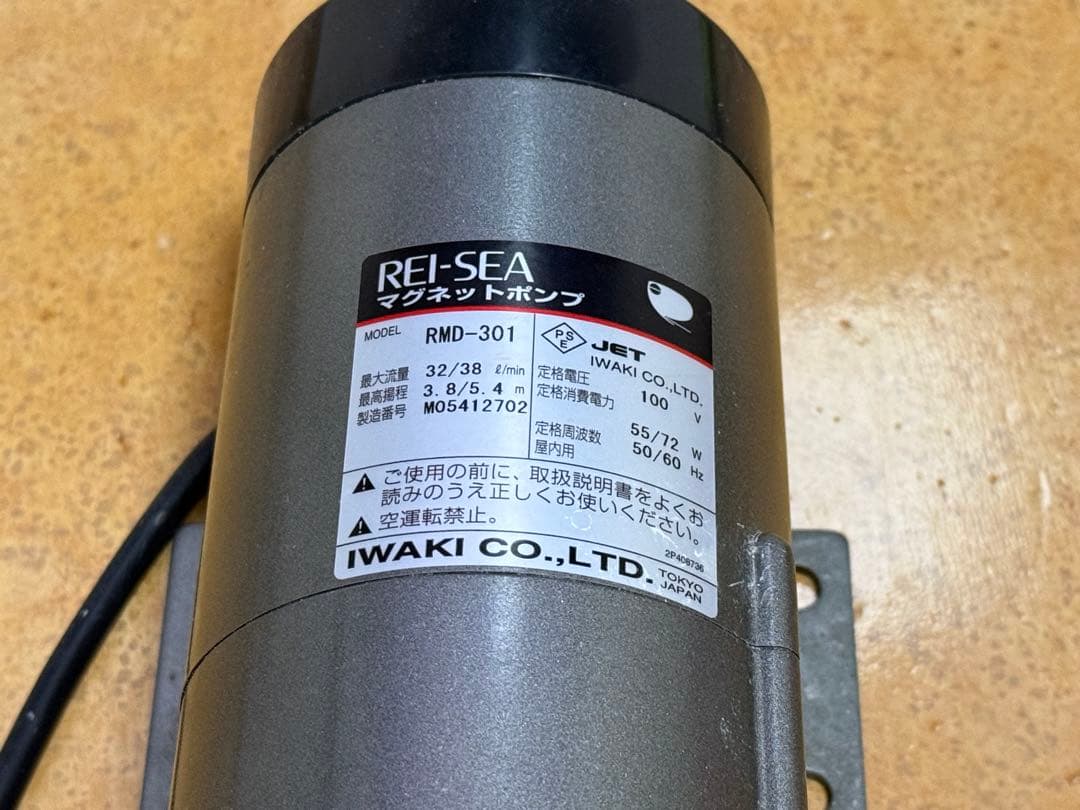 REI-SEA
マグネットポンプ
MODEL RMD-301
最大流量 32/38 ℓ/min
最高揚程 3.8/5.4 m
製造番号 M05412702
PSE JET
IWAKI CO.,LTD.
定格電圧 100 V
定格消費電力 55/72 W
定格周波数 50/60 Hz
屋内用
ご使用の前に、取扱説明書をよくお
読みのうえ正しくお使いください。
空運転禁止。
2P408736
IWAKI CO.,LTD. TOKYO JAPAN